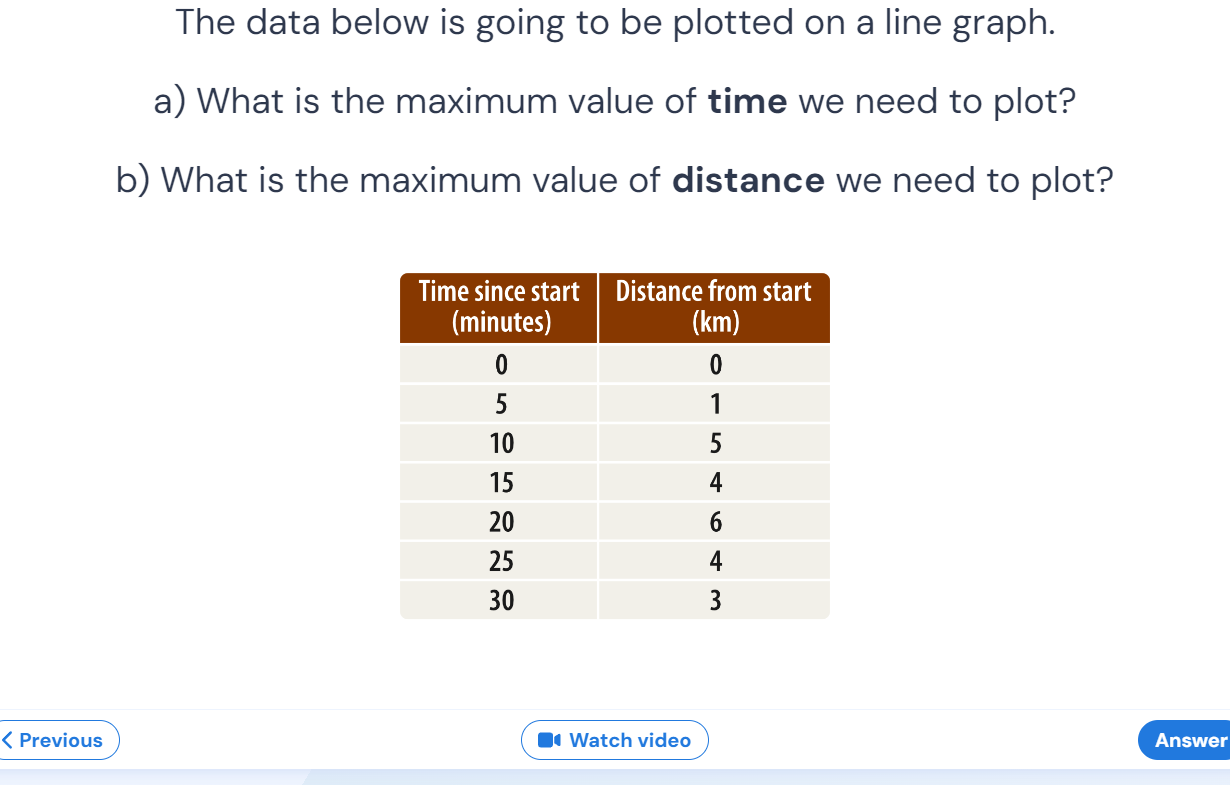 The data below is going to be plotted on a line graph.
a) What is the maximum value of time we need to plot?
b) What is the maximum value of distance we need to plot?
Time since start (minutes) Distance from start (km)
0 0
5 1
10 5
15 4
20 6
25 4
30 3
Previous Watch video Answer